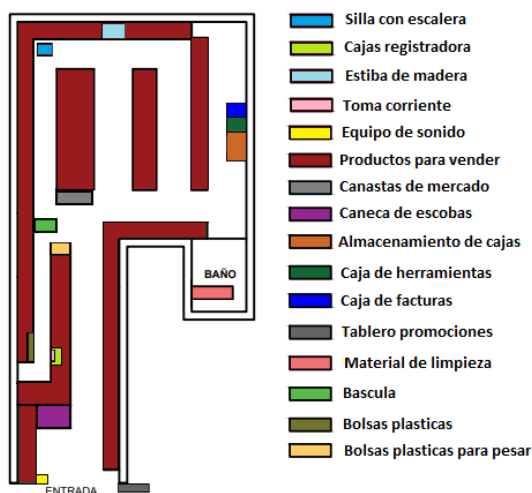 Silla con escalera
Cajas registradora
Estiba de madera
Toma corriente
Equipo de sonido
Productos para vender
Canastas de mercado
Caneca de escobas
Almacenamiento de cajas
Caja de herramientas
Caja de facturas
Tablero promociones
Material de limpieza
Bascula
Bolsas plasticas
Bolsas plasticas para pesar
BAÑO
ENTRADA